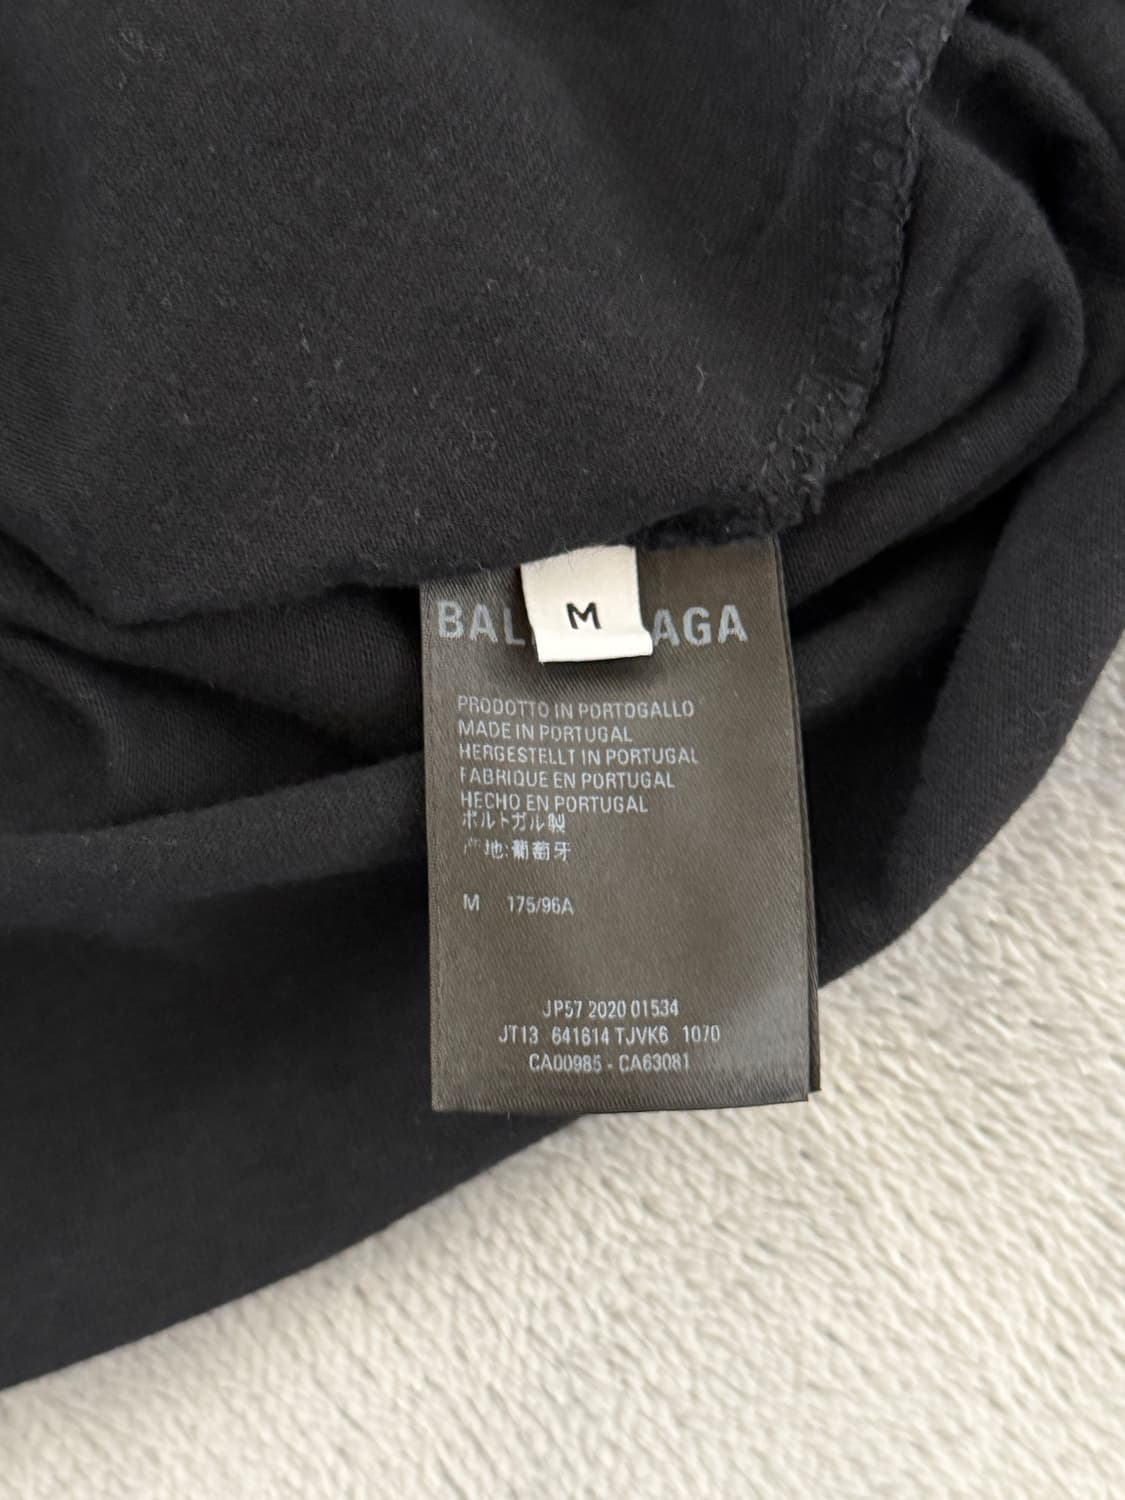 M
BAL AGA
PRODOTTO IN PORTOGALLO
MADE IN PORTUGAL
HERGESTELLT IN PORTUGAL
FABRIQUE EN PORTUGAL
HECHO EN PORTUGAL
ポルトガル製
产地:葡萄牙
M 175/96A
JP57 2020 01534
JT13 641614 TJVK6 1070
CA00985 - CA63081